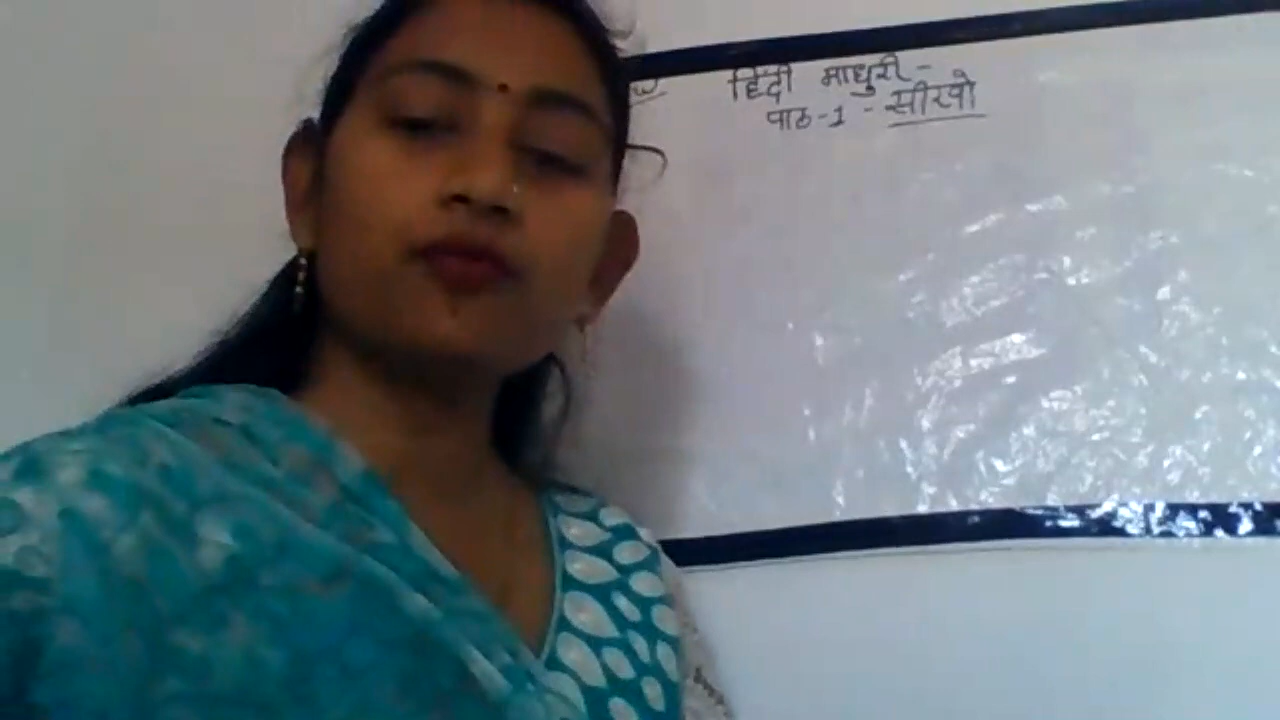 हिंदी माधुरी -
पाठ-1 - सीखो